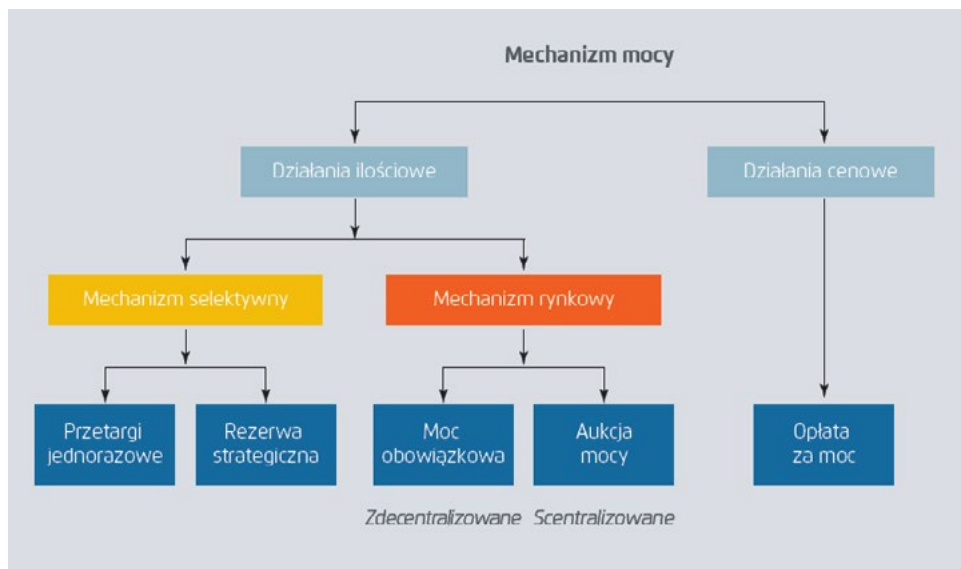 Mechanizm mocy
Działania ilościowe
Działania cenowe
Mechanizm selektywny
Mechanizm rynkowy
Przetargi
jednorazowe
Rezerwa
strategiczna
Moc
obowiązkowa
Aukcja
mocy
Opłata
za moc
Zdecentralizowane
Scentralizowane